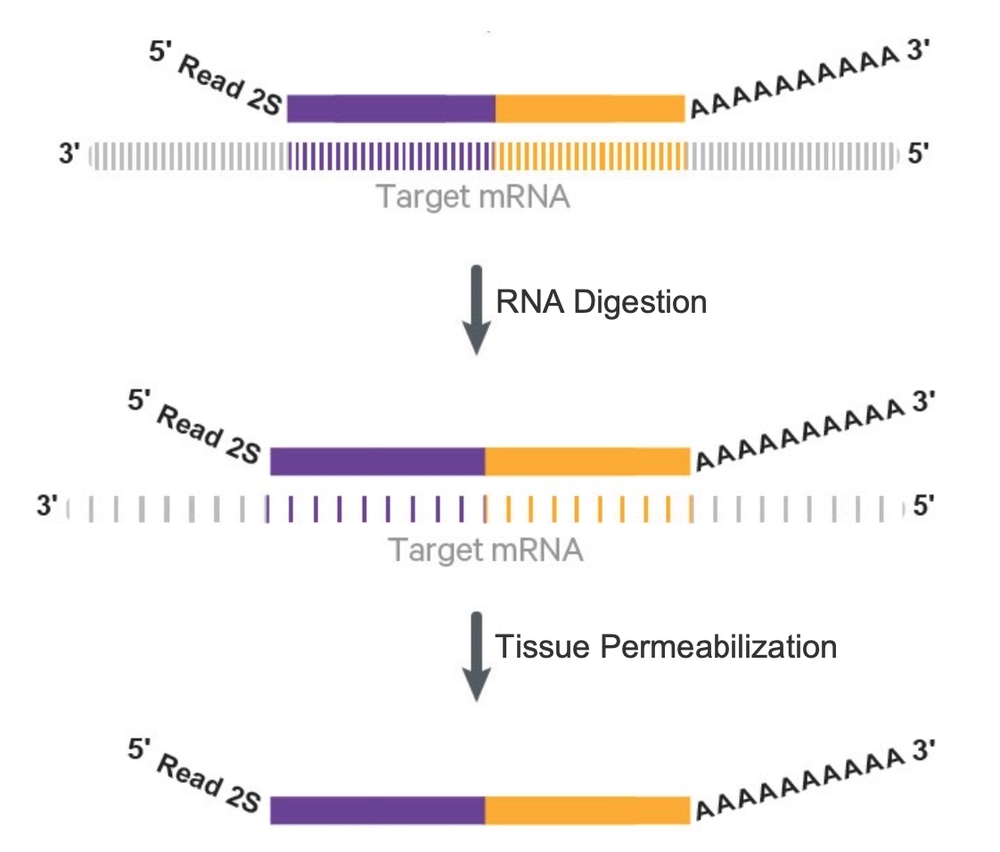 5' Read 2S AAAAAAAAAA 3'
3' 5'
Target mRNA
RNA Digestion
5' Read 2S AAAAAAAAAA 3'
3' 5'
Target mRNA
Tissue Permeabilization
5' Read 2S AAAAAAAAAA 3'